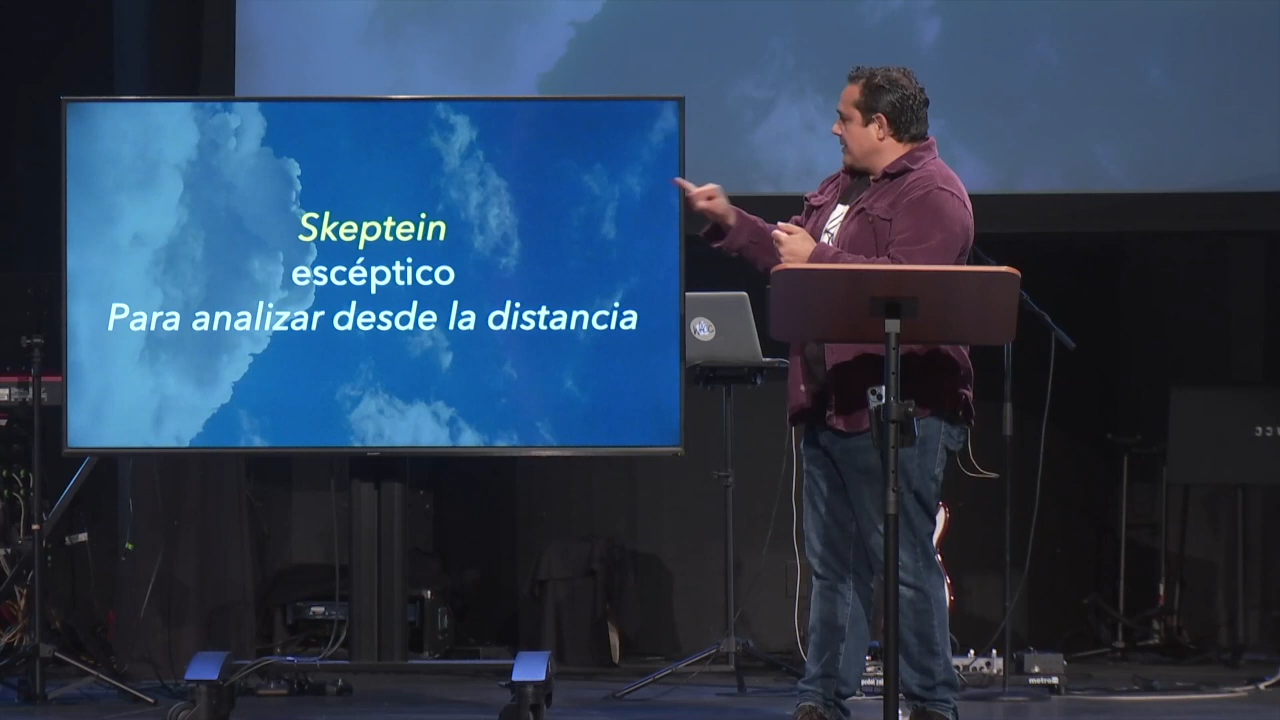 Skeptein
escéptico
Para analizar desde la distancia